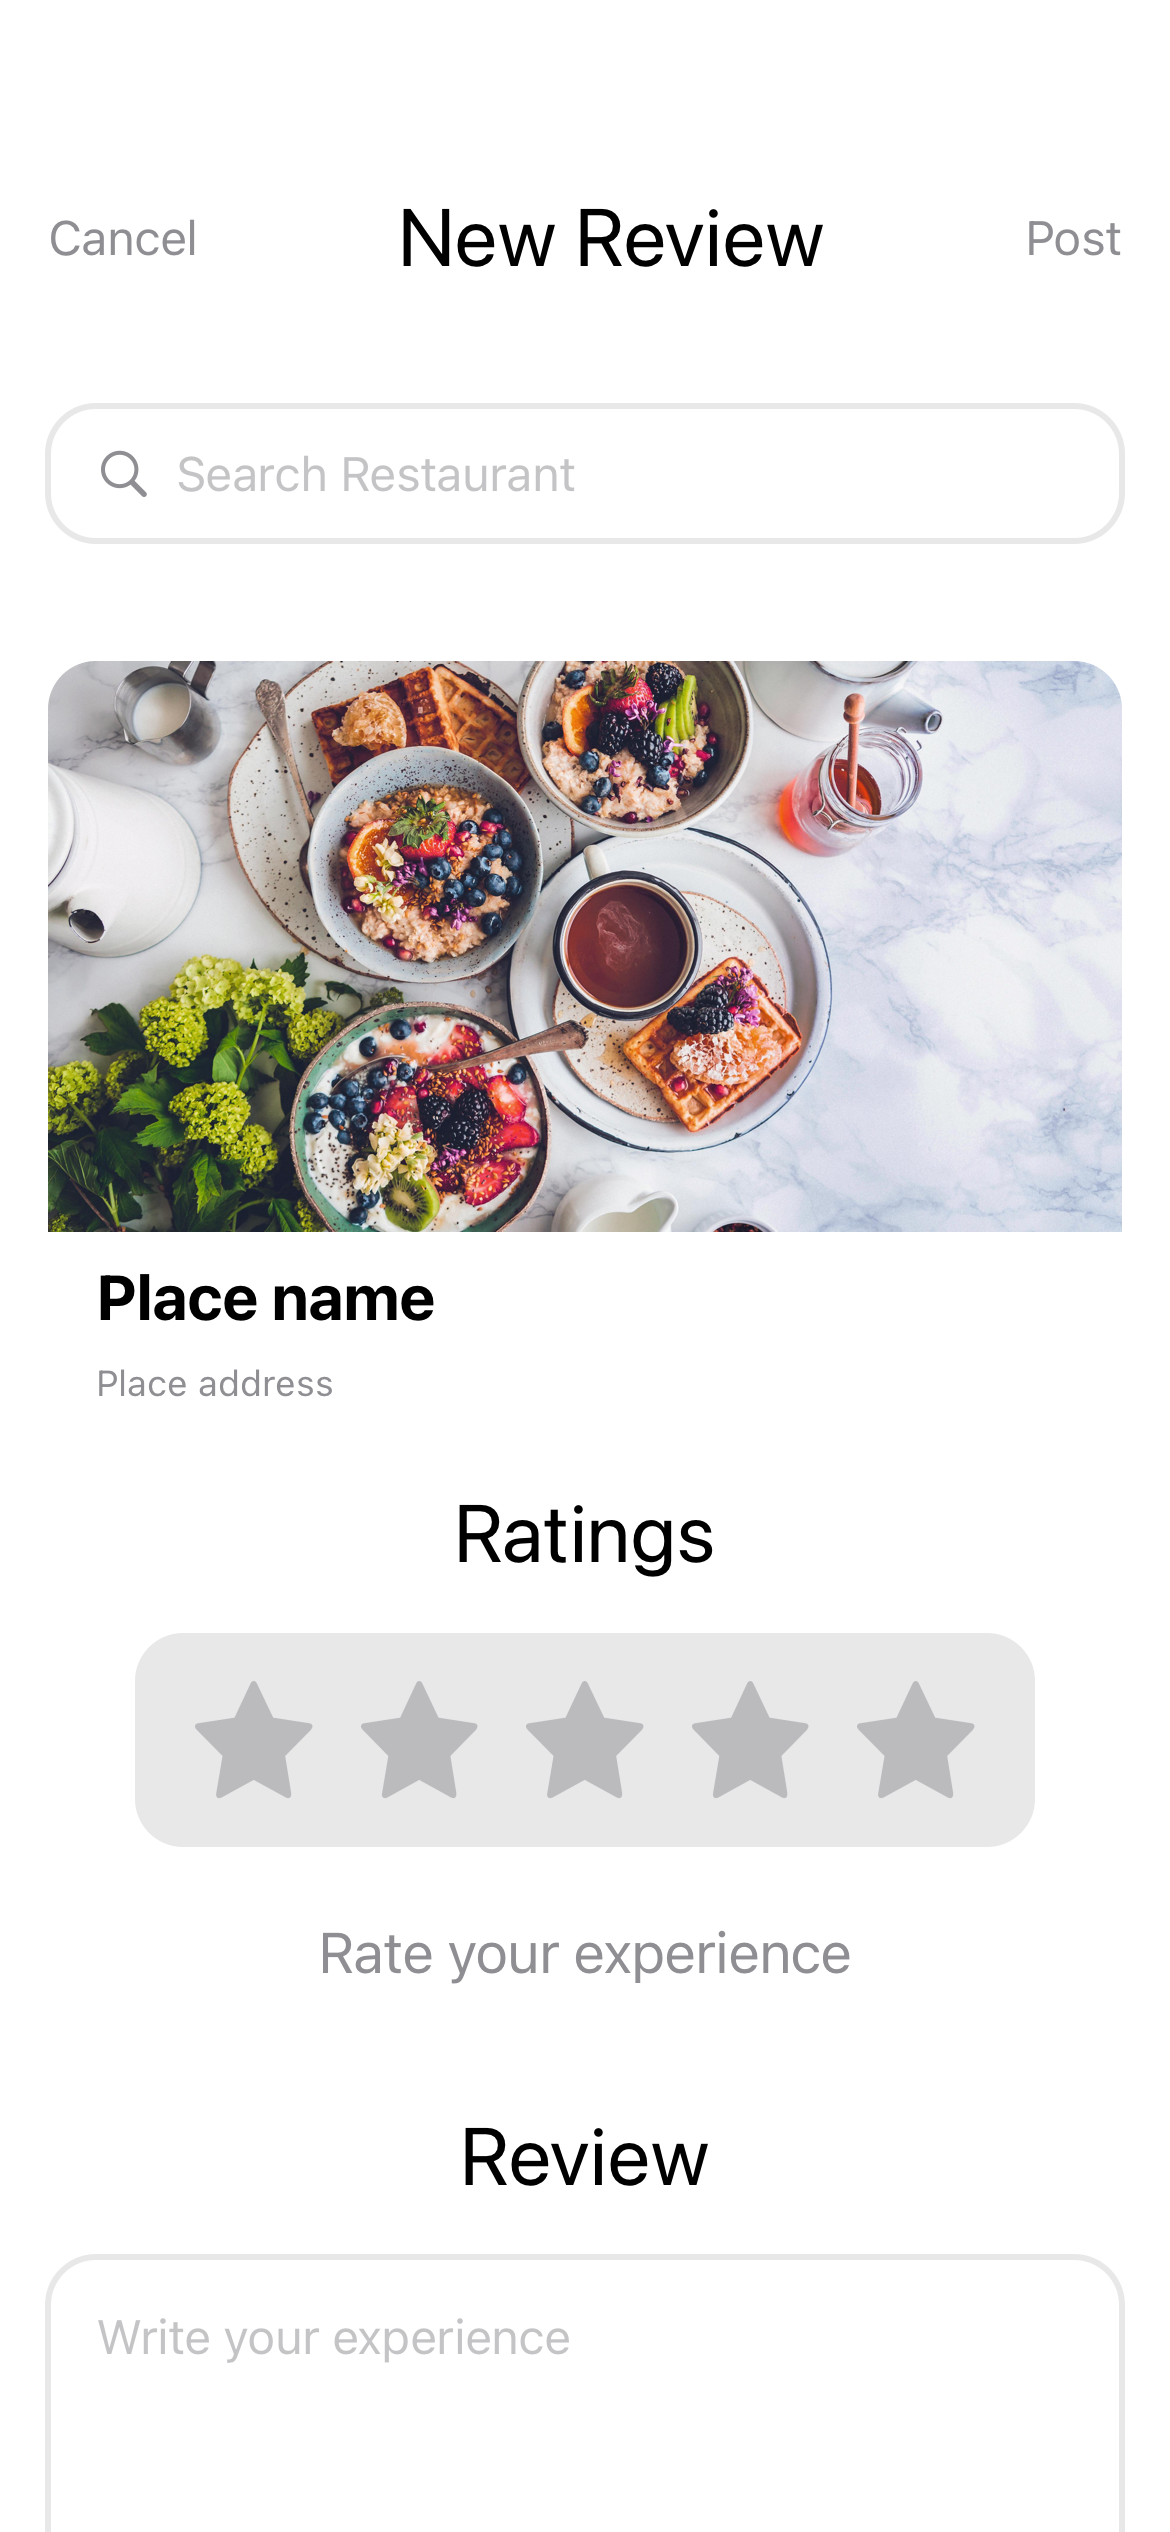 Cancel New Review Post
Search Restaurant
Place name
Place address
Ratings
Rate your experience
Review
Write your experience